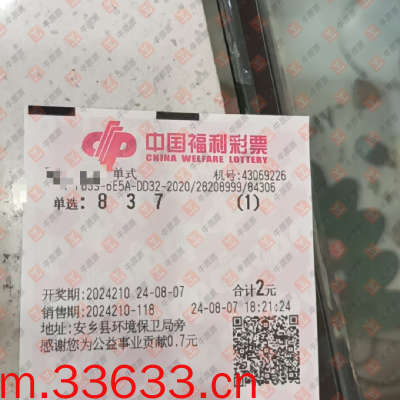 中国福利彩票
CHINA WELFARE LOTTERY
单式 机号:43069226
6E5A-DD32-2020/28208999/84306
单选: 8 3 7 (1)
开奖期:2024210 24-08-07 合计2元
销售期:2024210-118 24-08-07 18:21:24
地址:安乡县环境保卫局旁
感谢您为公益事业贡献0.7元
m.33633.cn